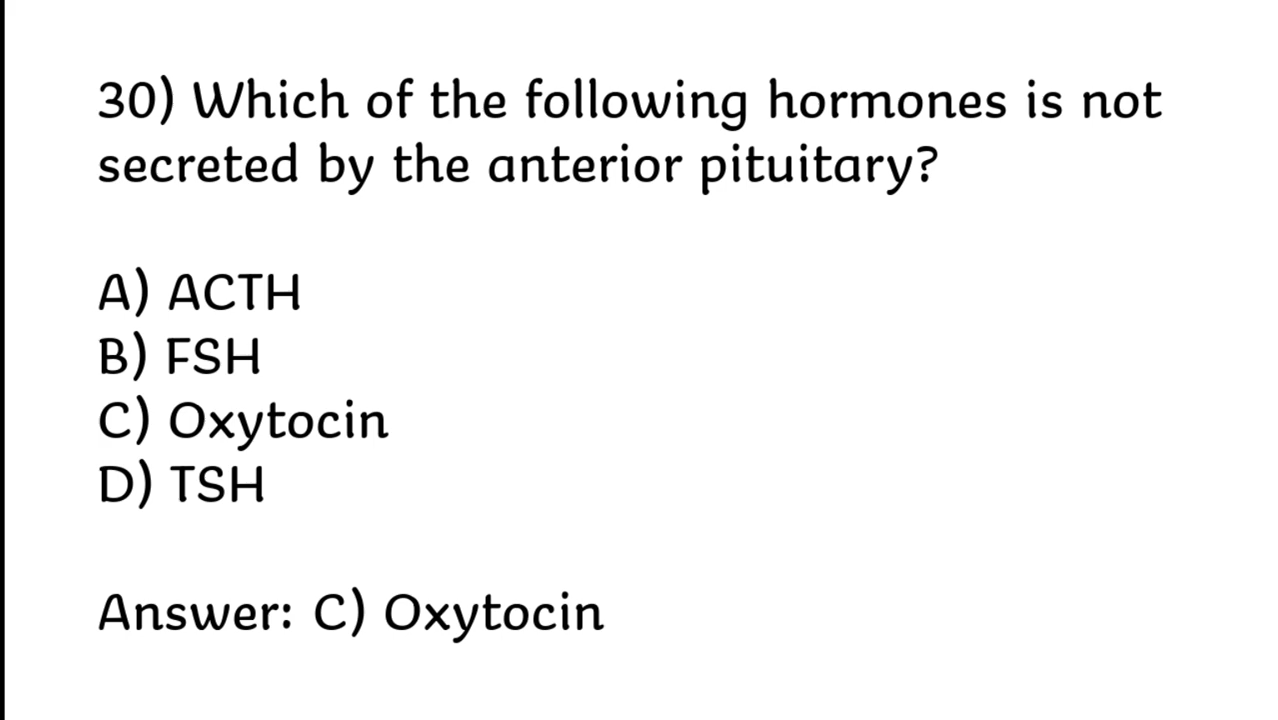 30) Which of the following hormones is not
secreted by the anterior pituitary?
A) ACTH
B) FSH
C) Oxytocin
D) TSH
Answer: C) Oxytocin